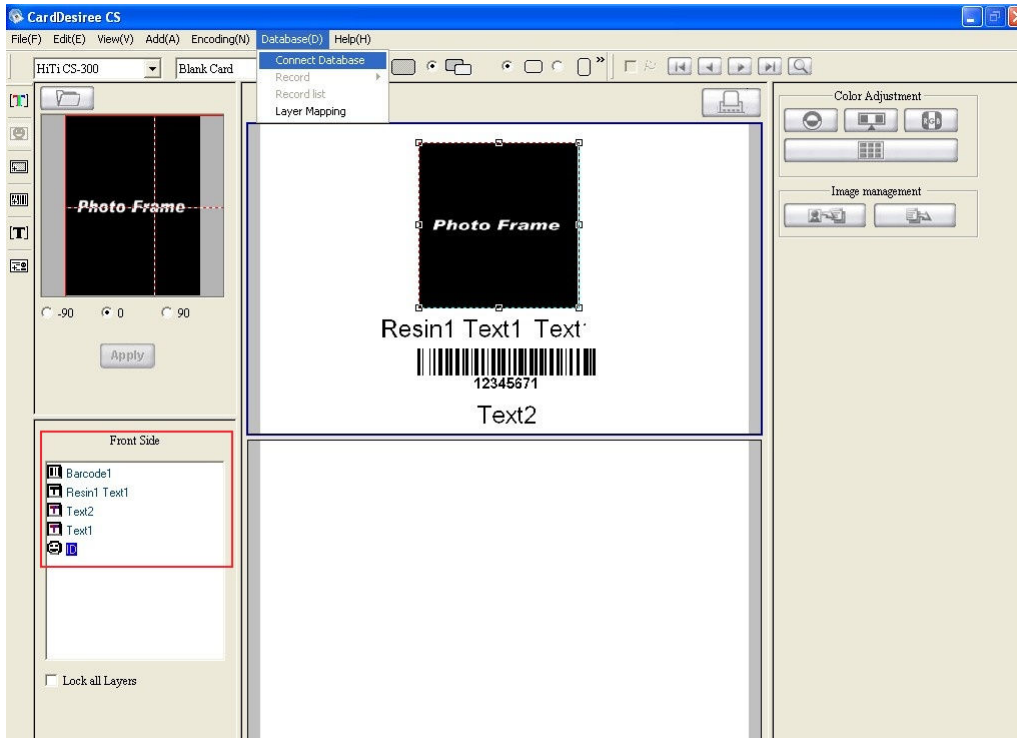 CardDesiree CS
File(F) Edit(E) View(V) Add(A) Encoding(N) Database(D) Help(H)
Connect Database
Record
Record list
Layer Mapping
HiTi CS-300
Blank Card
Photo Frame
-90 0 90
Apply
Front Side
Barcode1
Resin1 Text1
Text2
Text1
ID
Lock all Layers
Photo Frame
Resin1 Text1 Text1
12345671
Text2
Color Adjustment
RGB
Image management